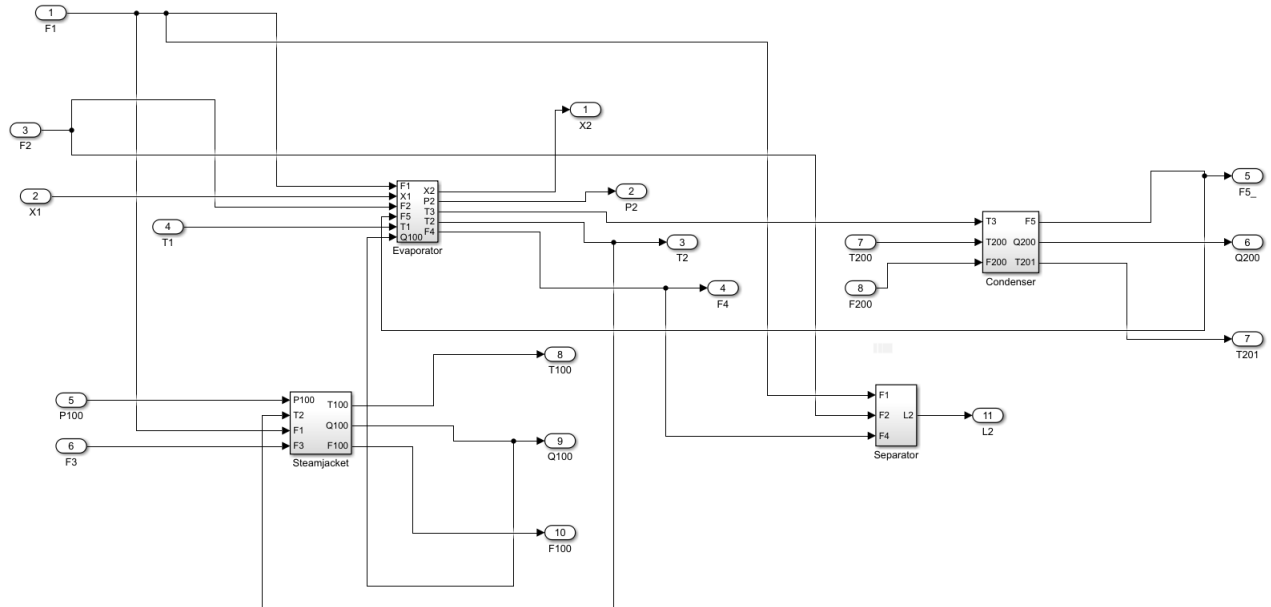 1
F1
3
F2
1
X2
2
X1
4
T1
F1
X1
F2
F5
T1
Q100
X2
P2
T3
T2
F4
Evaporator
2
P2
3
T2
4
F4
7
T200
8
F200
T3
T200
F200
F5
Q200
T201
Condenser
5
F5_
6
Q200
7
T201
5
P100
6
F3
P100
T2
F1
F3
T100
Q100
F100
Steamjacket
8
T100
9
Q100
10
F100
F1
F2
F4
L2
Separator
11
L2